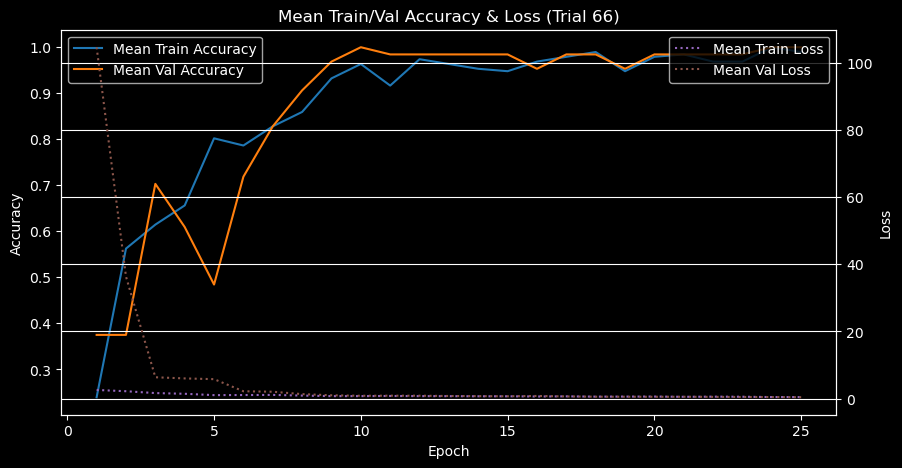 Mean Train/Val Accuracy & Loss (Trial 66)
Mean Train Accuracy
Mean Val Accuracy
Mean Train Loss
Mean Val Loss
1.0
0.9
0.8
0.7
0.6
0.5
0.4
0.3
Accuracy
100
80
60
40
20
0
Loss
0 5 10 15 20 25
Epoch